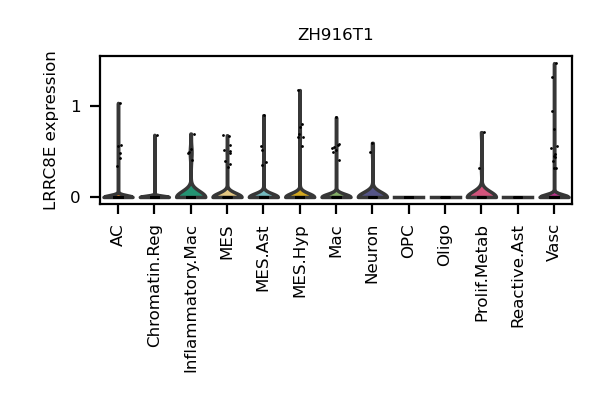 ZH916T1
LRRC8E expression
1
0
AC
Chromatin.Reg
Inflammatory.Mac
MES
MES.Ast
MES.Hyp
Mac
Neuron
OPC
Oligo
Prolif.Metab
Reactive.Ast
Vasc